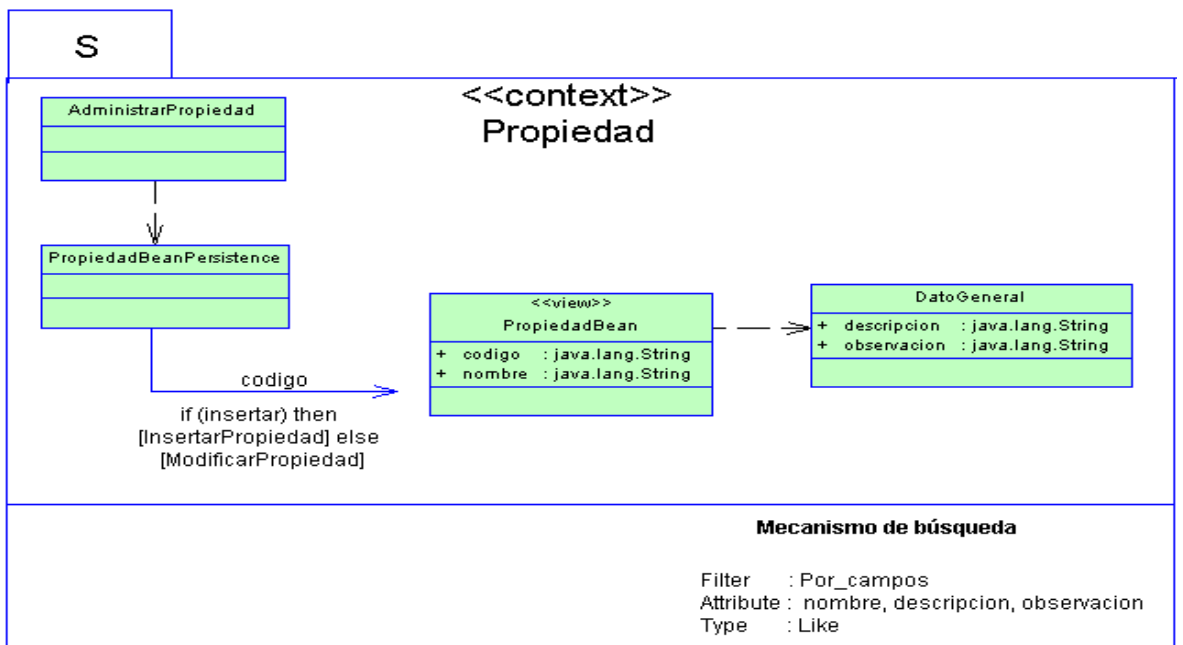 S
<<context>>
Propiedad
AdministrarPropiedad
PropiedadBeanPersistence
codigo
if (insertar) then
[InsertarPropiedad] else
[ModificarPropiedad]
<<view>>
PropiedadBean
+ codigo : java.lang.String
+ nombre : java.lang.String
DatoGeneral
+ descripcion : java.lang.String
+ observacion : java.lang.String
Mecanismo de búsqueda
Filter : Por_campos
Attribute : nombre, descripcion, observacion
Type : Like